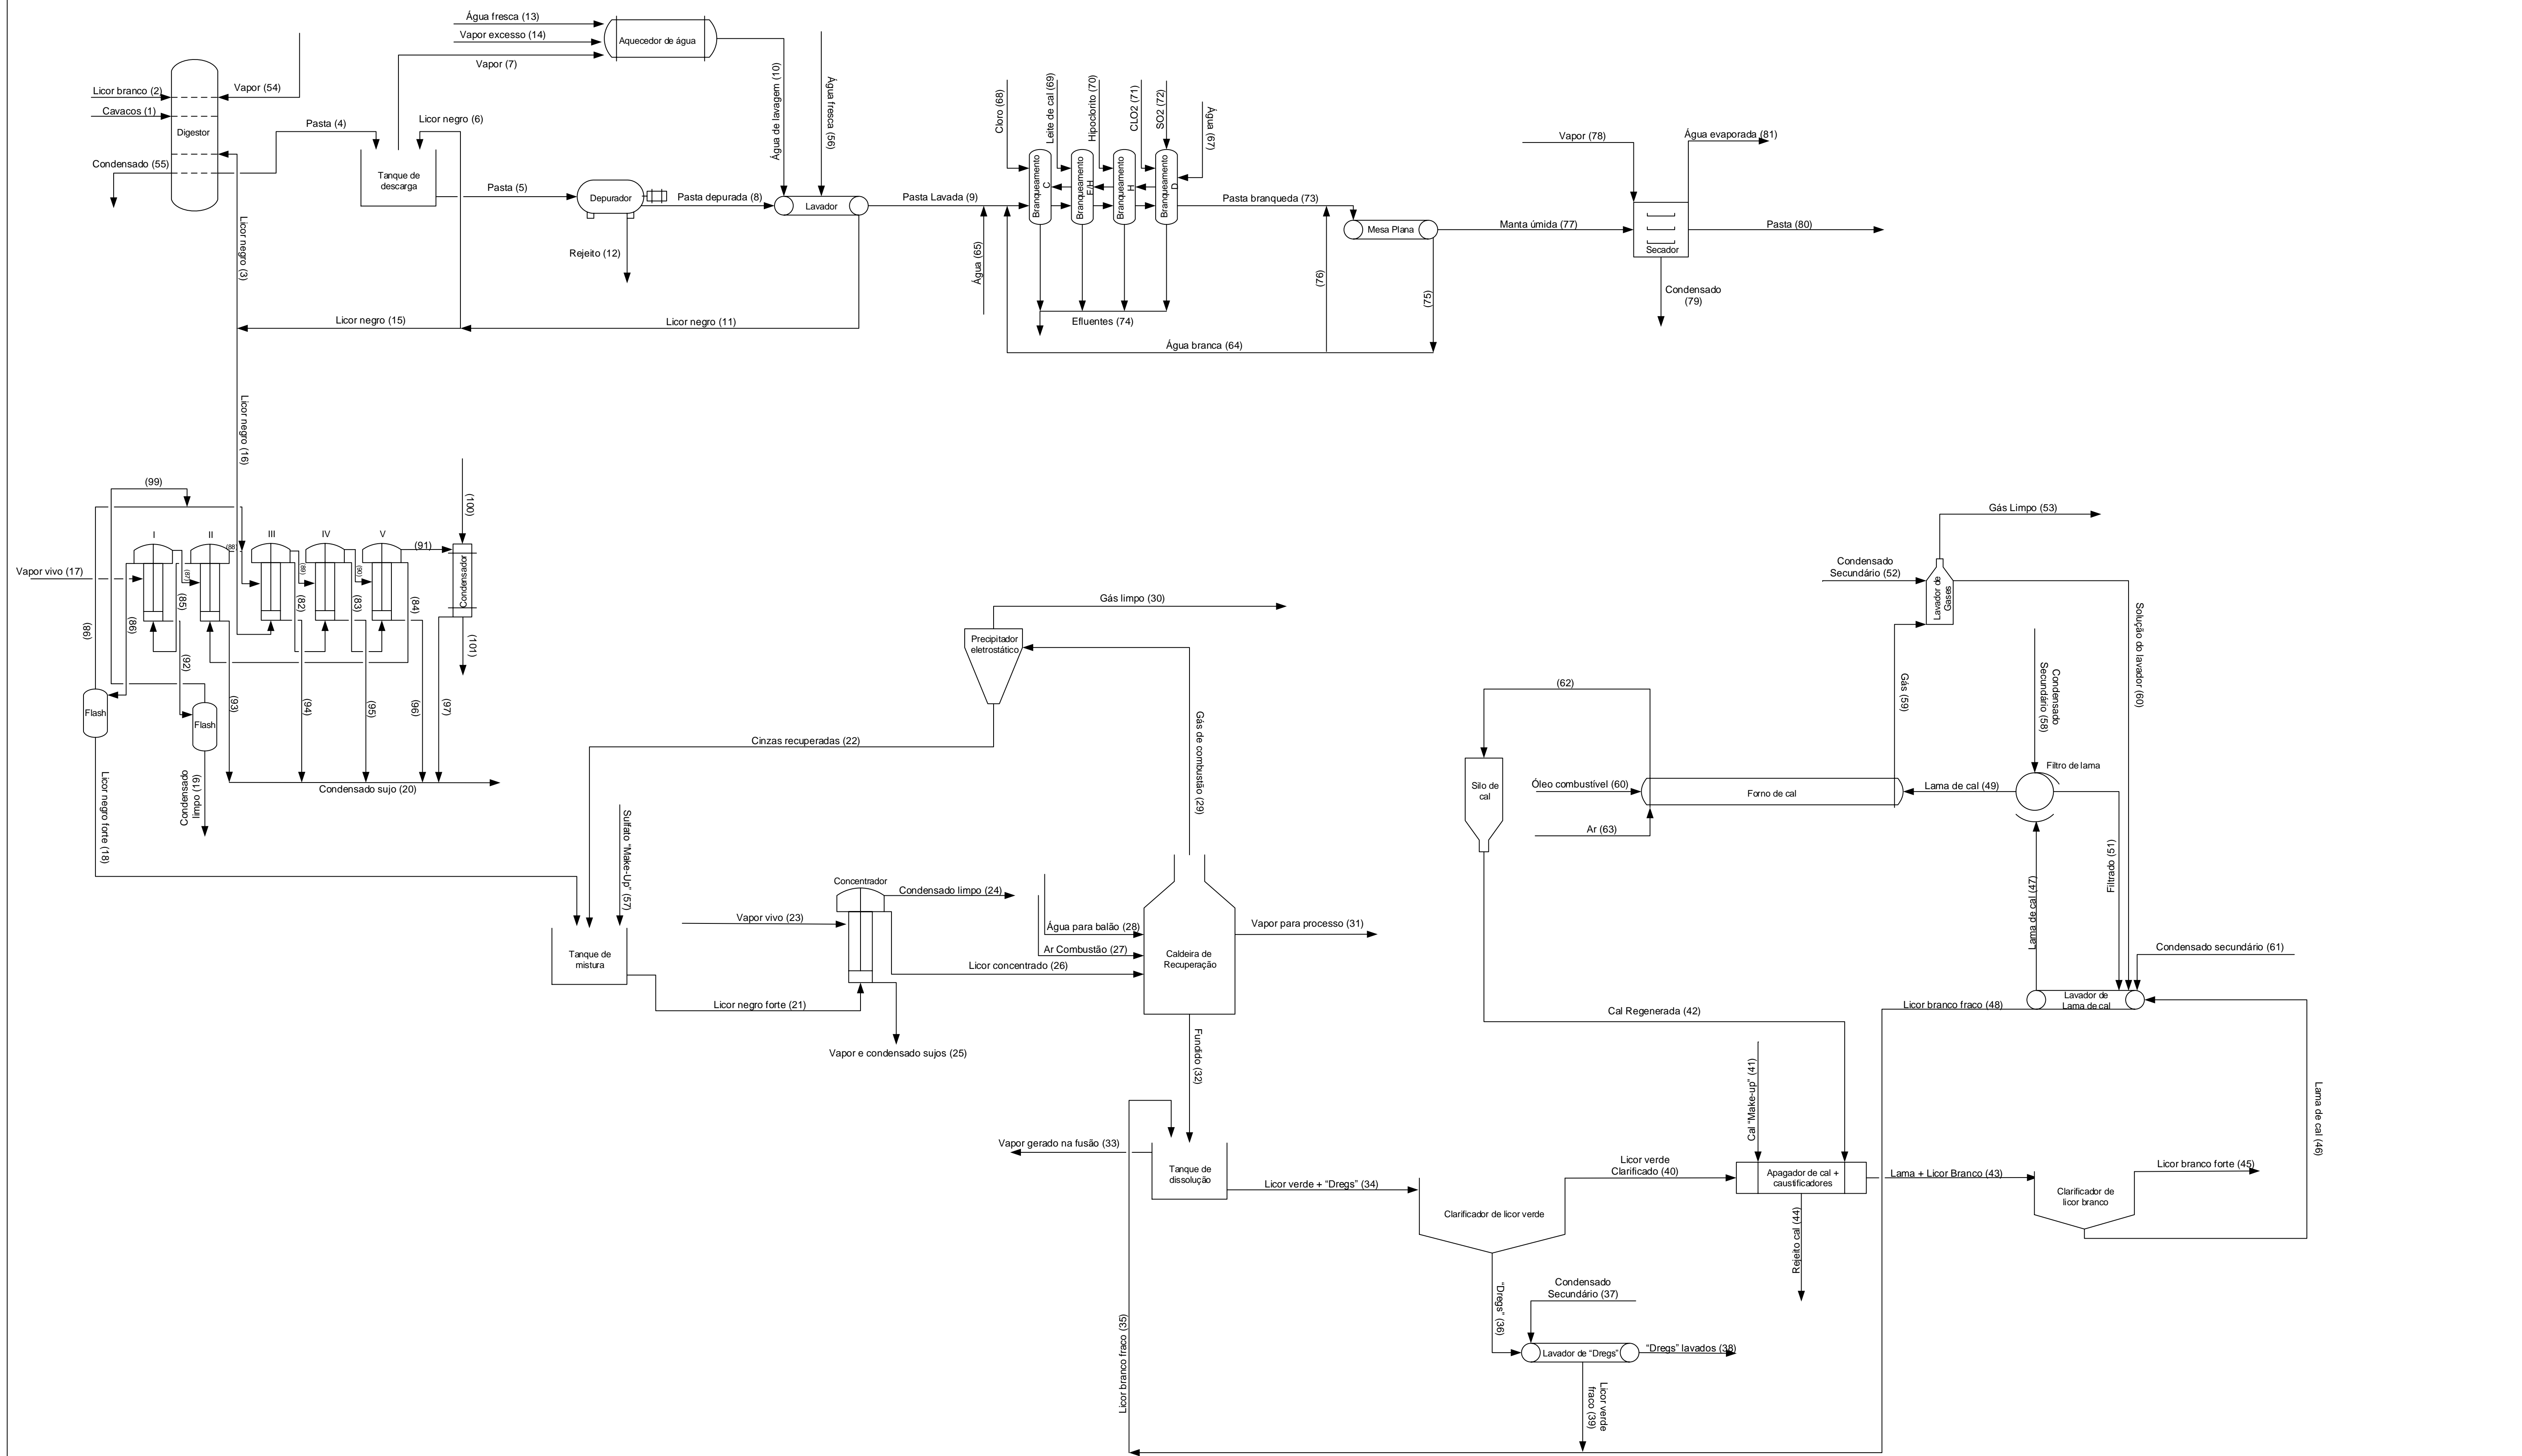 Água fresca (13)
Vapor excesso (14)
Vapor (7)
Aquecedor de água
Água de lavagem (10)
Água fresca (56)
Licor branco (2)
Cavacos (1)
Vapor (54)
Digestor
Condensado (55)
Pasta (4)
Licor negro (6)
Tanque de
descarga
Pasta (5)
Depurador
Pasta depurada (8)
Rejeito (12)
Lavador
Pasta Lavada (9)
Licor negro (3)
Licor negro (15)
Licor negro (11)
Água (65)
Cloro (68)
Leite de cal (69)
Hipoclorito (70)
CLO2 (71)
SO2 (72)
Água (67)
Branqueamento
C
Branqueamento
E/H
Branqueamento
H
Branqueamento
D
Efluentes (74)
Água branca (64)
Pasta branqueda (73)
(76)
(75)
Mesa Plana
Manta úmida (77)
Vapor (78)
Água evaporada (81)
Secador
Pasta (80)
Condensado
(79)
Licor negro (16)
(99)
(100)
I
II
III
IV
V
(88)
(91)
Vapor vivo (17)
(87)
(85)
(89)
(82)
(90)
(83)
(84)
Condensador
(98)
(86)
(92)
(101)
Flash
Flash
(93)
(94)
(95)
(96)
(97)
Condensado sujo (20)
Condensado
limpo (19)
Licor negro forte (18)
Gás limpo (30)
Precipitador
eletrostático
Cinzas recuperadas (22)
Gás de combustão (29)
Sulfato "Make-Up" (57)
Tanque de
mistura
Licor negro forte (21)
Concentrador
Vapor vivo (23)
Condensado limpo (24)
Vapor e condensado sujos (25)
Licor concentrado (26)
Água para balão (28)
Ar Combustão (27)
Caldeira de
Recuperação
Vapor para processo (31)
Fundido (32)
Vapor gerado na fusão (33)
Tanque de
dissolução
Licor verde + “Dregs” (34)
Licor branco fraco (35)
Clarificador de licor verde
“Dregs” (36)
Condensado
Secundário (37)
Lavador de “Dregs”
“Dregs” lavados (38)
Licor verde
fraco (39)
Licor verde
Clarificado (40)
Cal “Make-up” (41)
Cal Regenerada (42)
Apagador de cal +
caustificadores
Rejeito cal (44)
Lama + Licor Branco (43)
Clarificador de
licor branco
Licor branco forte (45)
Lama de cal (46)
Licor branco fraco (48)
Lavador de
Lama de cal
Condensado secundário (61)
Lama de cal (47)
Filtrado (51)
Solução do lavador (60)
Filtro de lama
Condensado
Secundário (58)
Lama de cal (49)
Forno de cal
Óleo combustível (60)
Ar (63)
(62)
Silo de
cal
Gás (59)
Lavador de
Gases
Condensado
Secundário (52)
Gás Limpo (53)